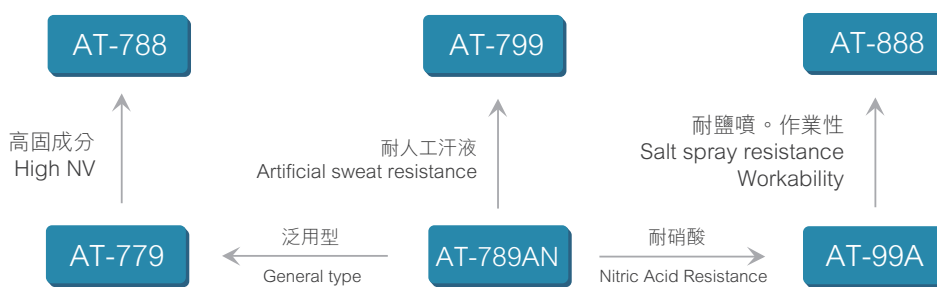 AT-788
AT-799
AT-888
高固成分
High NV
耐人工汗液
Artificial sweat resistance
耐鹽噴。作業性
Salt spray resistance
Workability
AT-779
泛用型
General type
AT-789AN
耐硝酸
Nitric Acid Resistance
AT-99A